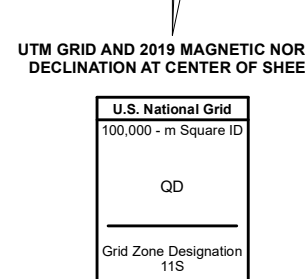 UTM GRID AND 2019 MAGNETIC NOR
DECLINATION AT CENTER OF SHEE
U.S. National Grid
100,000 - m Square ID
QD
Grid Zone Designation
11S